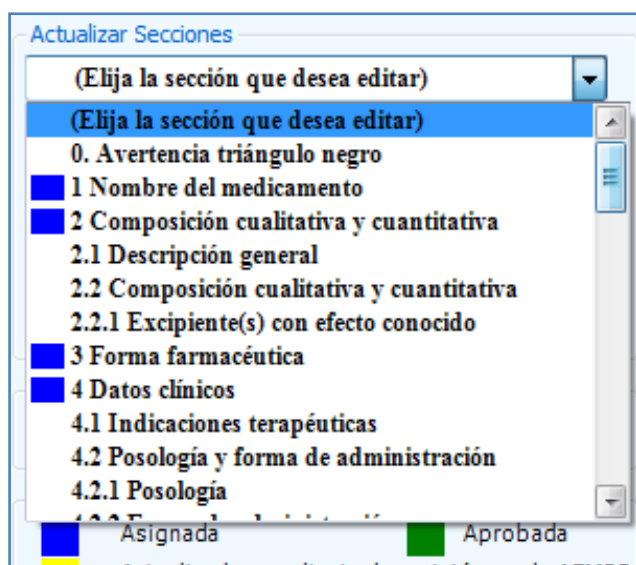 Actualizar Secciones
(Elija la sección que desea editar)
(Elija la sección que desea editar)
0. Avertencia triángulo negro
1 Nombre del medicamento
2 Composición cualitativa y cuantitativa
2.1 Descripción general
2.2 Composición cualitativa y cuantitativa
2.2.1 Excipiente(s) con efecto conocido
3 Forma farmacéutica
4 Datos clínicos
4.1 Indicaciones terapéuticas
4.2 Posología y forma de administración
4.2.1 Posología
Asignada Aprobada